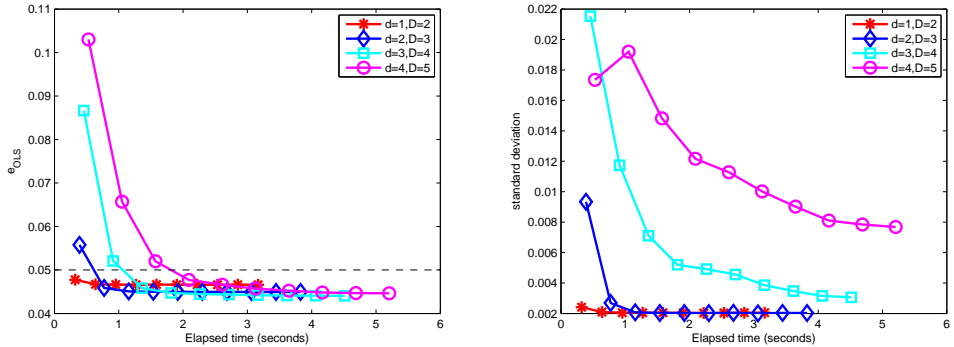 0.11
0.1
0.09
0.08
0.07
0.06
0.05
0.04
e_OLS
0 1 2 3 4 5 6
Elapsed time (seconds)
d=1,D=2
d=2,D=3
d=3,D=4
d=4,D=5
0.022
0.02
0.018
0.016
0.014
0.012
0.01
0.008
0.006
0.004
0.002
standard deviation
0 1 2 3 4 5 6
Elapsed time (seconds)
d=1,D=2
d=2,D=3
d=3,D=4
d=4,D=5